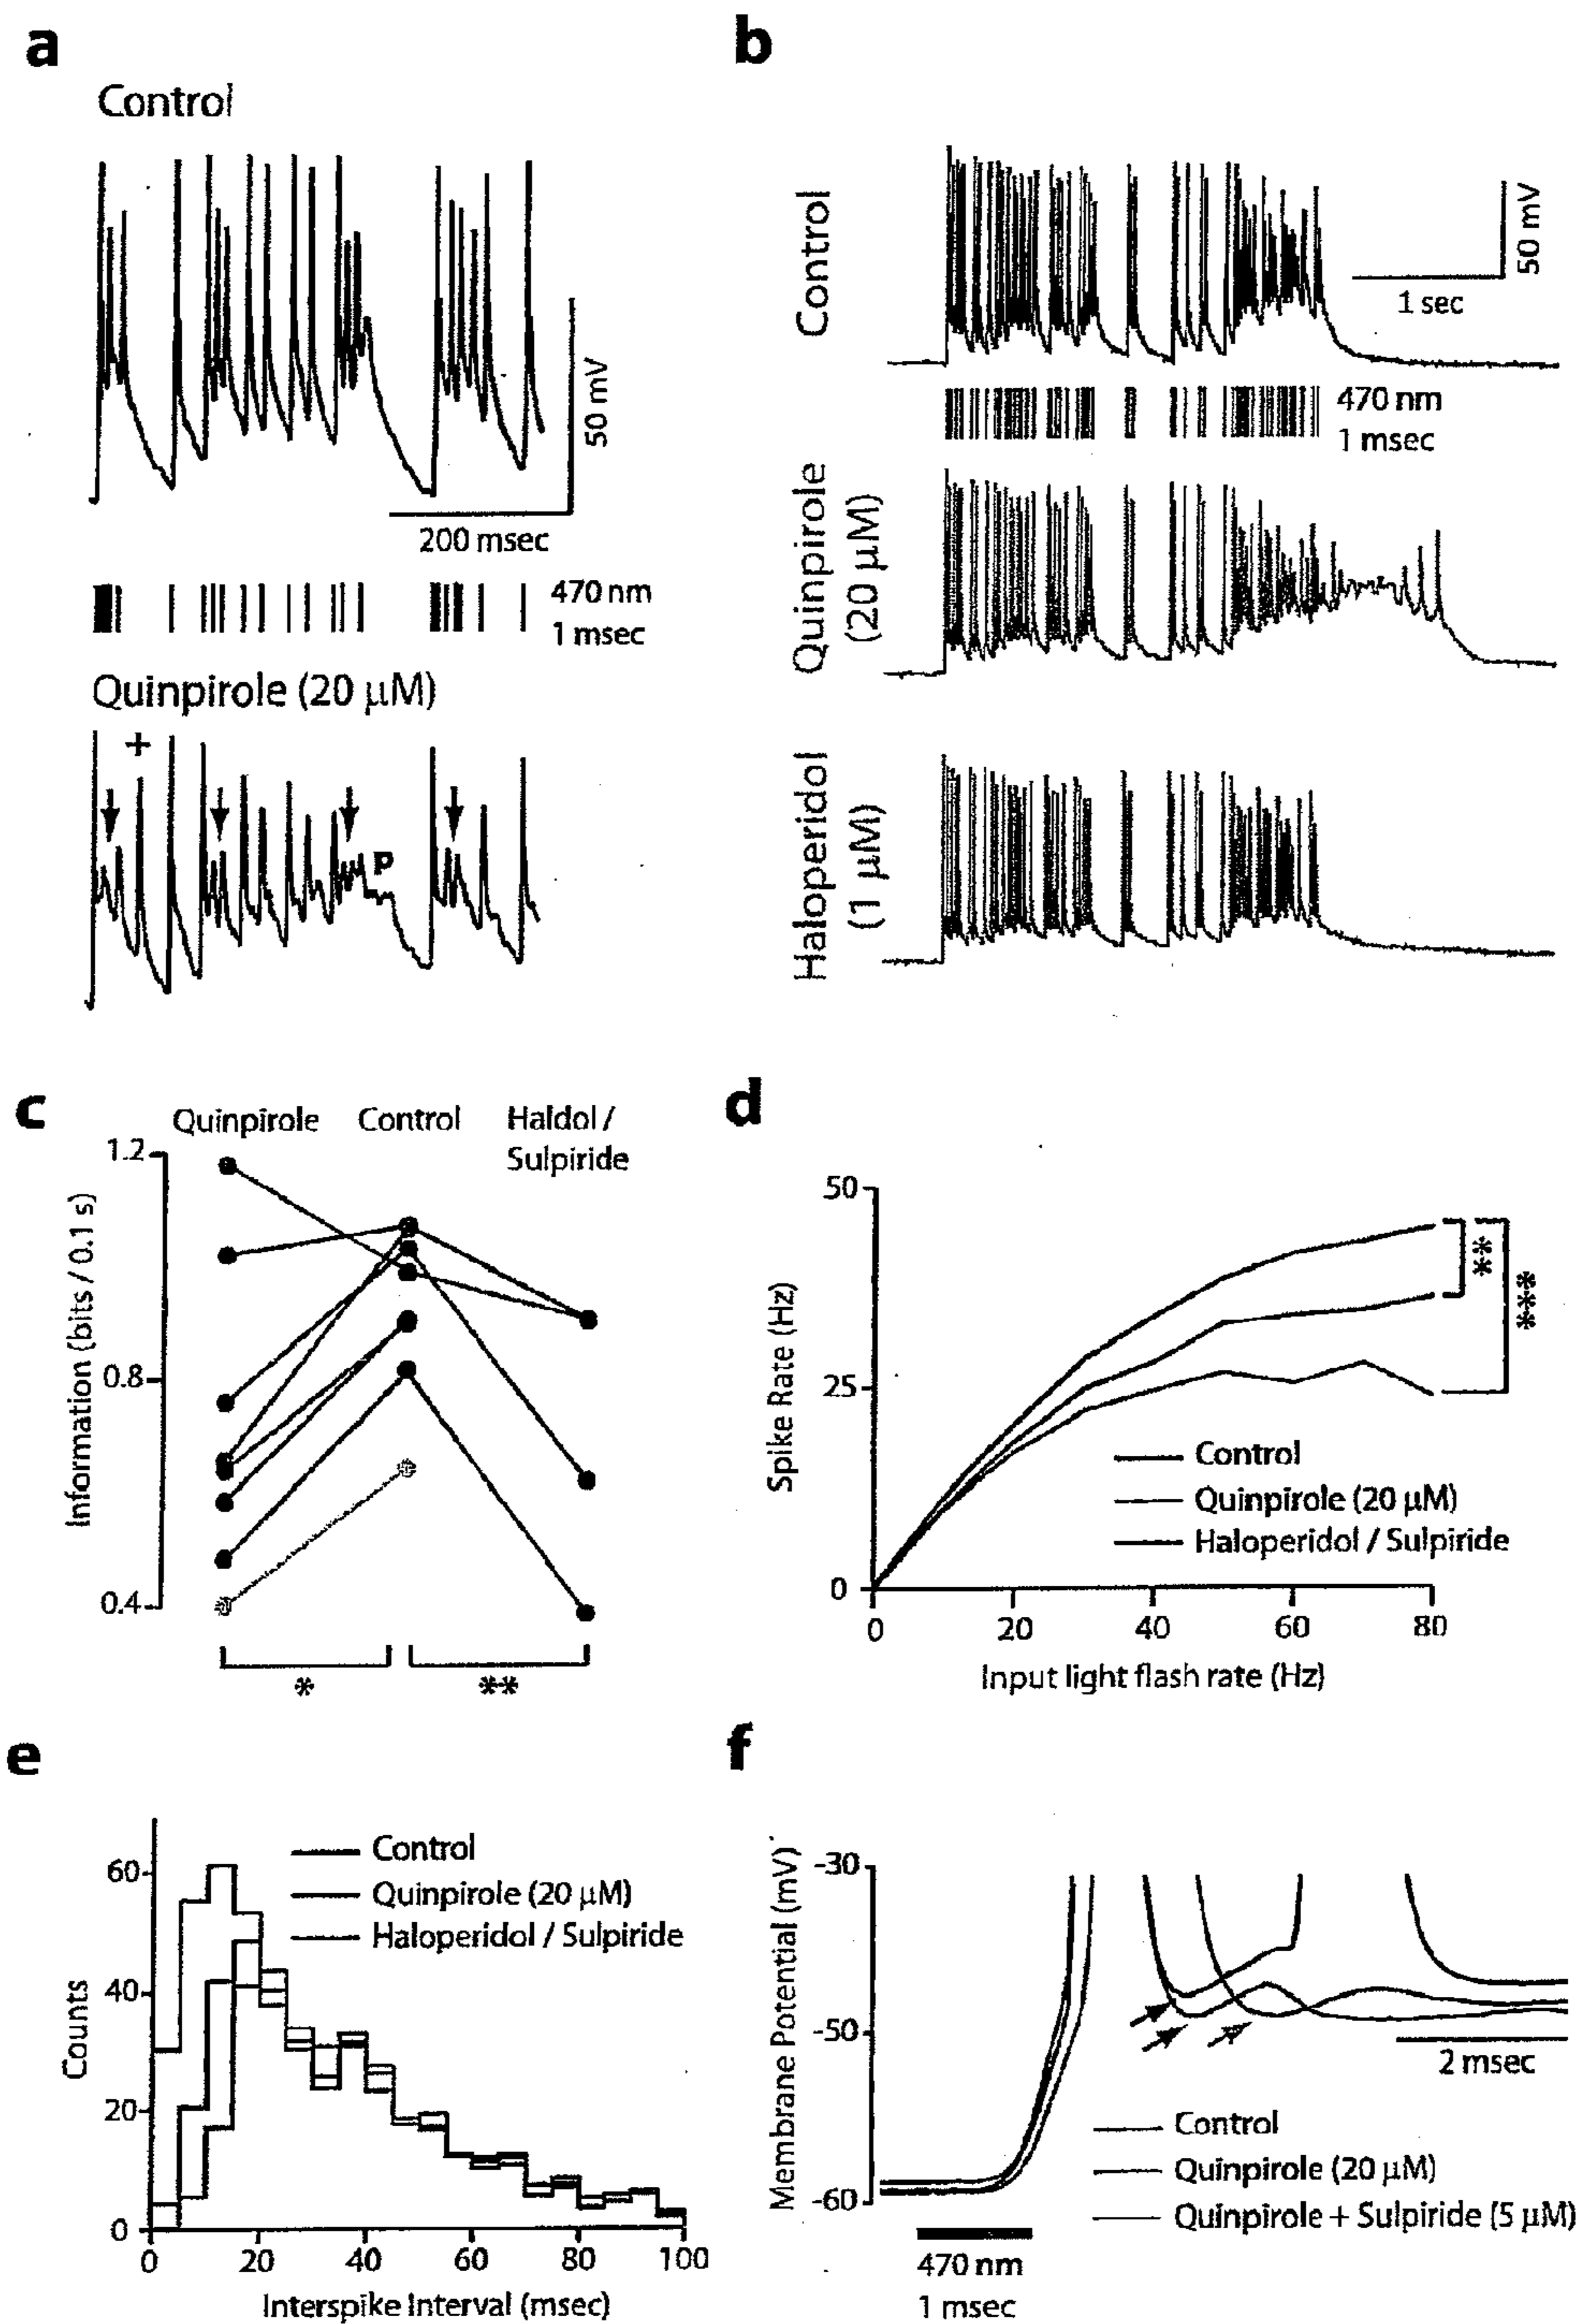 a
Control
50 mV
200 msec
470 nm
1 msec
Quinpirole (20 µM)
+
P
b
Control
50 mV
1 sec
470 nm
1 msec
Quinpirole
(20 µM)
Haloperidol
(1 µM)
c
Quinpirole
Control
Haldol /
Sulpiride
Information (bits / 0.1 s)
1.2
0.8
0.4
*
**
d
Spike Rate (Hz)
50
25
0
**
***
Control
Quinpirole (20 µM)
Haloperidol / Sulpiride
0 20 40 60 80
Input light flash rate (Hz)
e
Counts
60
40
20
0
Control
Quinpirole (20 µM)
Haloperidol / Sulpiride
0 20 40 60 80 100
Interspike Interval (msec)
f
Membrane Potential (mV)
-30
-50
-60
2 msec
Control
Quinpirole (20 µM)
Quinpirole + Sulpiride (5 µM)
470 nm
1 msec